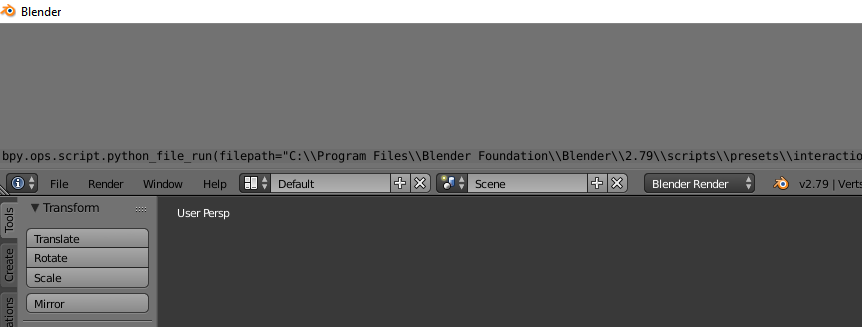 Blender
bpy.ops.script.python_file_run(filepath="C:\\Program Files\\Blender Foundation\\Blender\\2.79\\scripts\\presets\\interactio
File Render Window Help Default Scene Blender Render v2.79 | Verts
Tools
Transform
User Persp
Translate
Rotate
Create
Scale
Mirror
ations